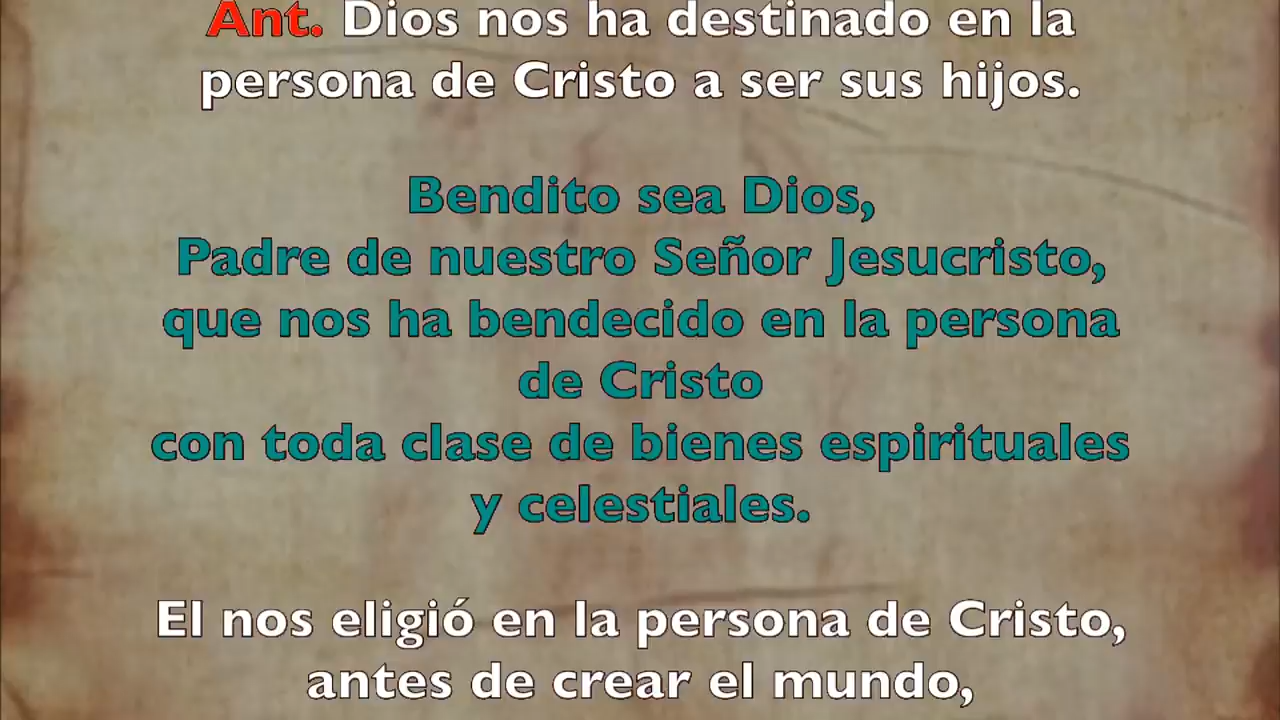 Ant. Dios nos ha destinado en la
persona de Cristo a ser sus hijos.
Bendito sea Dios,
Padre de nuestro Señor Jesucristo,
que nos ha bendecido en la persona
de Cristo
con toda clase de bienes espirituales
y celestiales.
El nos eligió en la persona de Cristo,
antes de crear el mundo,